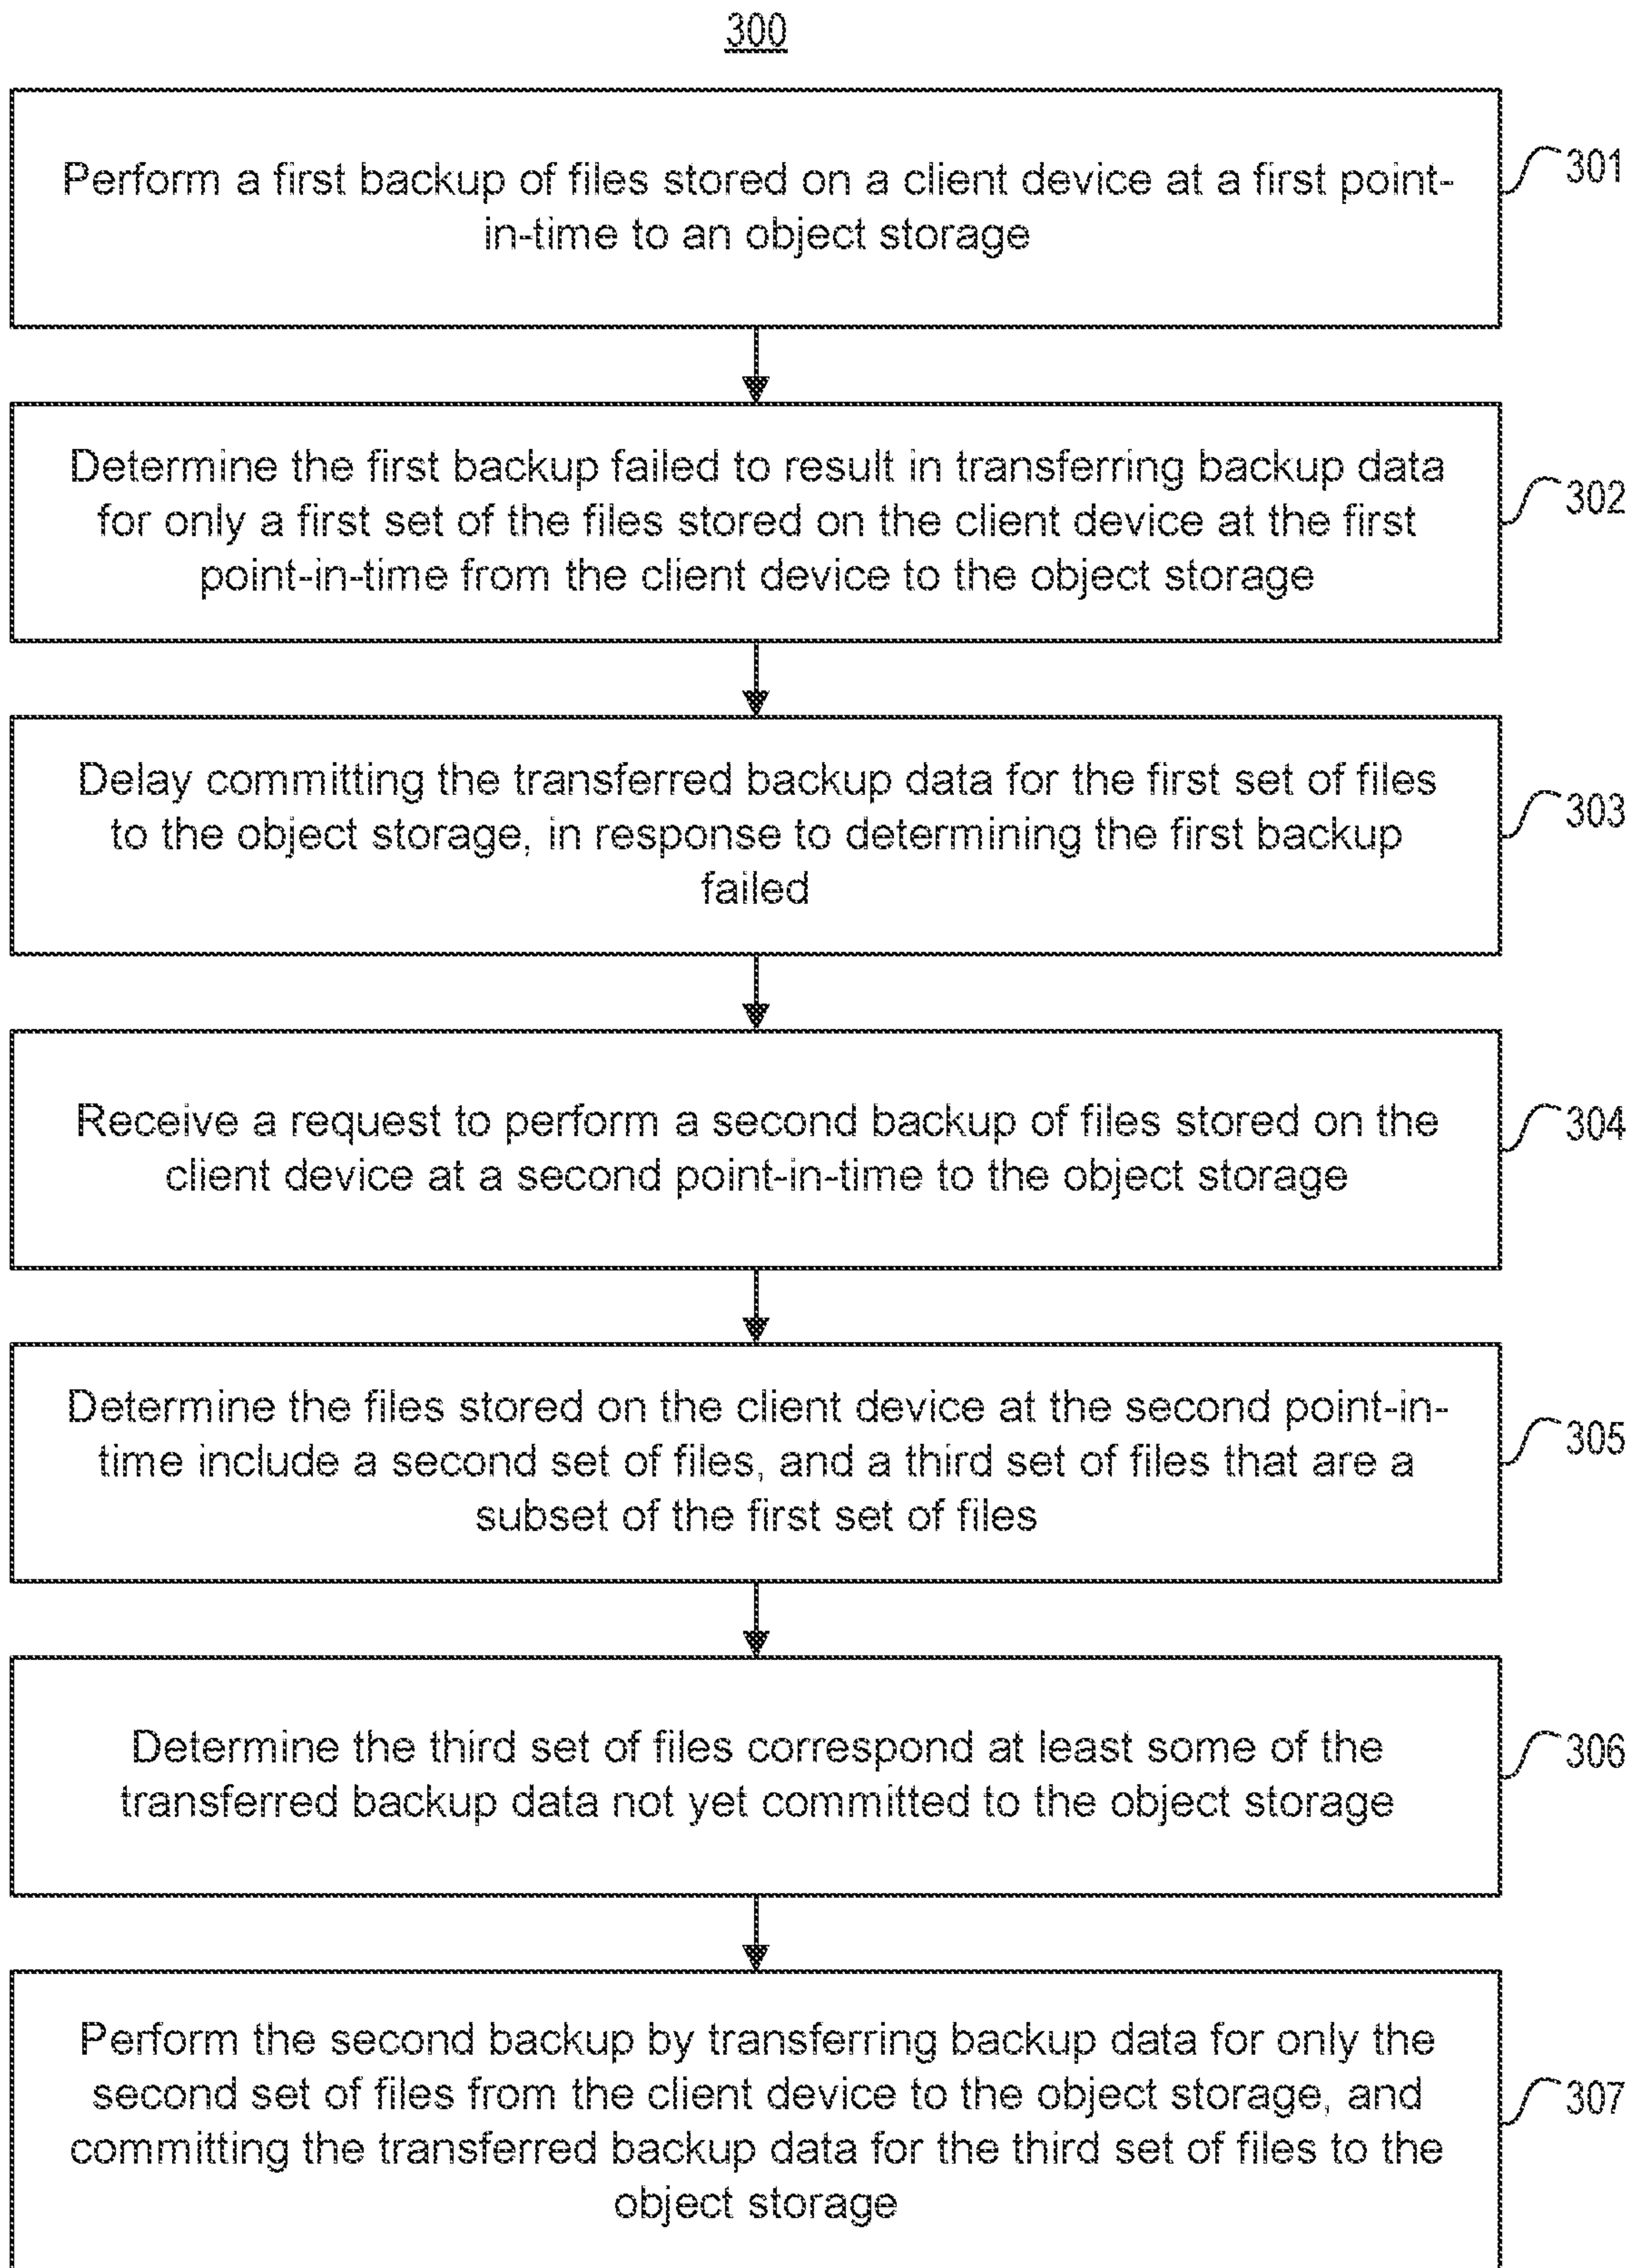 300
Perform a first backup of files stored on a client device at a first point-
in-time to an object storage
301
Determine the first backup failed to result in transferring backup data
for only a first set of the files stored on the client device at the first
point-in-time from the client device to the object storage
302
Delay committing the transferred backup data for the first set of files
to the object storage, in response to determining the first backup
failed
303
Receive a request to perform a second backup of files stored on the
client device at a second point-in-time to the object storage
304
Determine the files stored on the client device at the second point-in-
time include a second set of files, and a third set of files that are a
subset of the first set of files
305
Determine the third set of files correspond at least some of the
transferred backup data not yet committed to the object storage
306
Perform the second backup by transferring backup data for only the
second set of files from the client device to the object storage, and
committing the transferred backup data for the third set of files to the
object storage
307